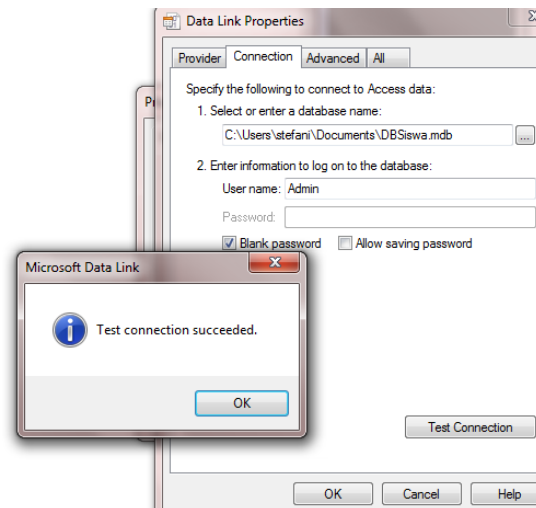 Data Link Properties
Provider Connection Advanced All
Specify the following to connect to Access data:
1. Select or enter a database name:
C:\Users\stefani\Documents\DBSiswa.mdb ...
2. Enter information to log on to the database:
User name: Admin
Password:
Blank password Allow saving password
Microsoft Data Link
Test connection succeeded.
OK
Test Connection
OK Cancel Help